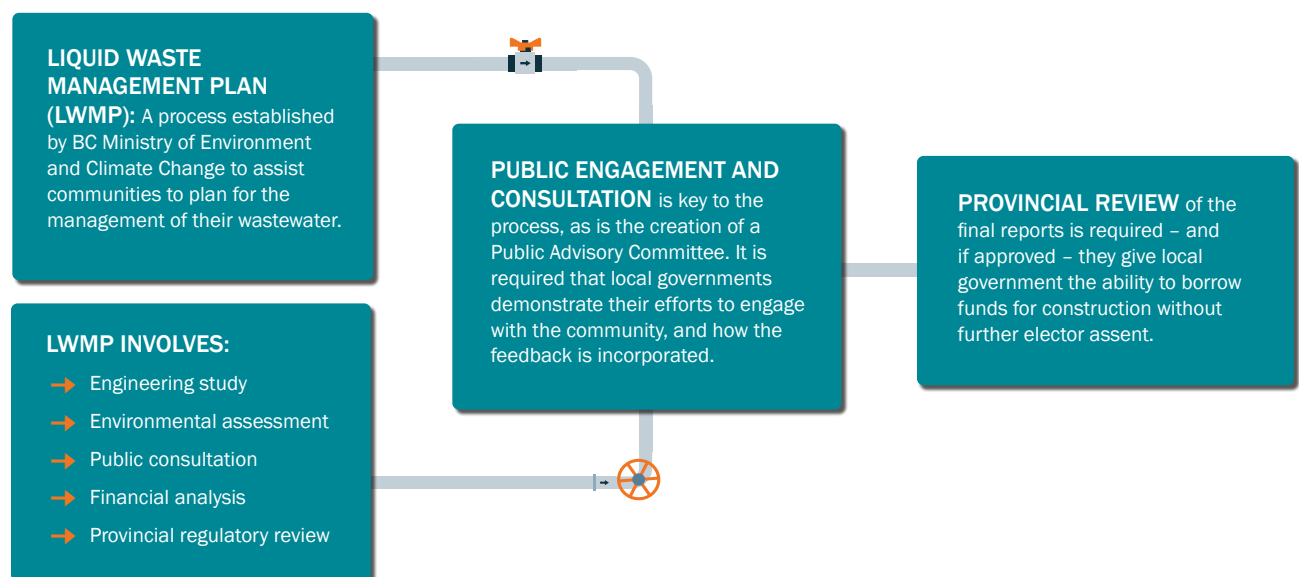 LIQUID WASTE
MANAGEMENT PLAN
(LWMP): A process established
by BC Ministry of Environment
and Climate Change to assist
communities to plan for the
management of their wastewater.
LWMP INVOLVES:
Engineering study
Environmental assessment
Public consultation
Financial analysis
Provincial regulatory review
PUBLIC ENGAGEMENT AND
CONSULTATION is key to the
process, as is the creation of a
Public Advisory Committee. It is
required that local governments
demonstrate their efforts to engage
with the community, and how the
feedback is incorporated.
PROVINCIAL REVIEW of the
final reports is required – and
if approved – they give local
government the ability to borrow
funds for construction without
further elector assent.